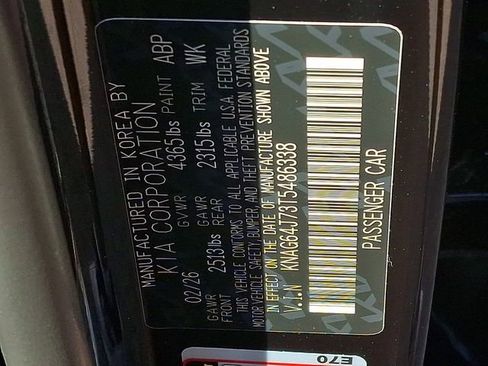 MANUFACTURED IN KOREA BY
KIA CORPORATION
02/26 GVWR 4365lbs PAINT ABP
GAWR FRONT 2513lbs GAWR REAR 2315lbs TRIM WK
THIS VEHICLE CONFORMS TO ALL APPLICABLE U.S.A. FEDERAL
MOTOR VEHICLE SAFETY, BUMPER, AND THEFT PREVENTION STANDARDS
IN EFFECT ON THE DATE OF MANUFACTURE SHOWN ABOVE
V.I.N KNAG64J77T5486338
PASSENGER CAR
E70